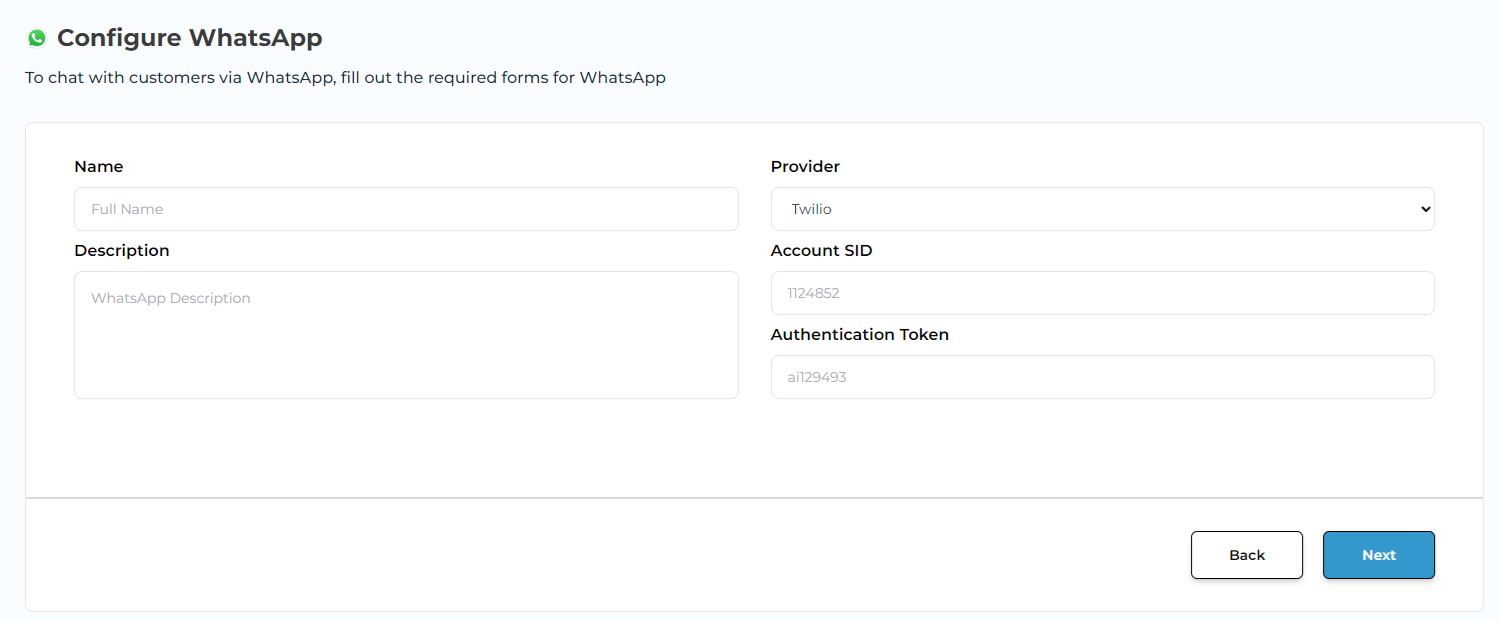 Configure WhatsApp
To chat with customers via WhatsApp, fill out the required forms for WhatsApp
Name
Full Name
Description
WhatsApp Description
Provider
Twilio
Account SID
1124852
Authentication Token
ai129493
Back
Next